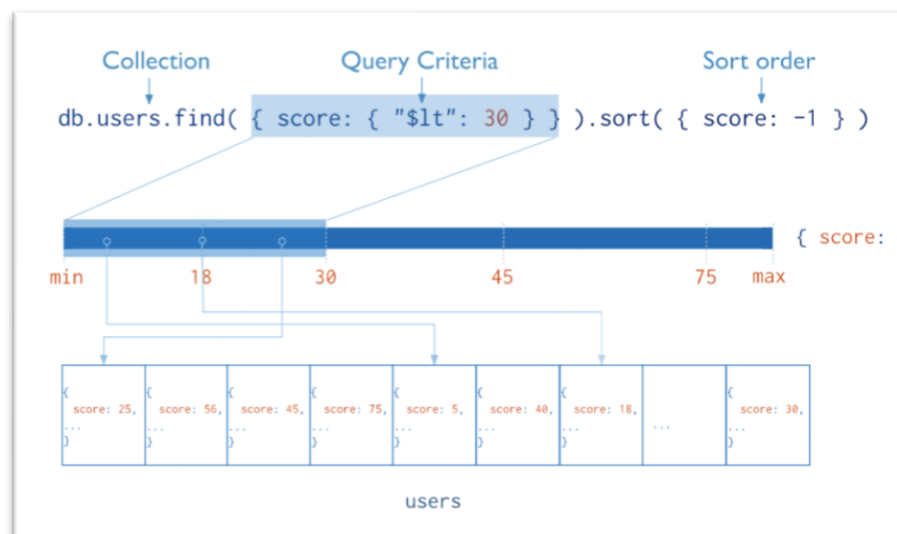 Collection Query Criteria Sort order
db.users.find( { score: { "$lt": 30 } } ).sort( { score: -1 } )
{ score:
min 18 30 45 75 max
{ { { { { { { {
score: 25, score: 56, score: 45, score: 75, score: 5, score: 40, score: 18, score: 30,
... ... ... ... ... ... ... ... ...
} } } } } } } }
users